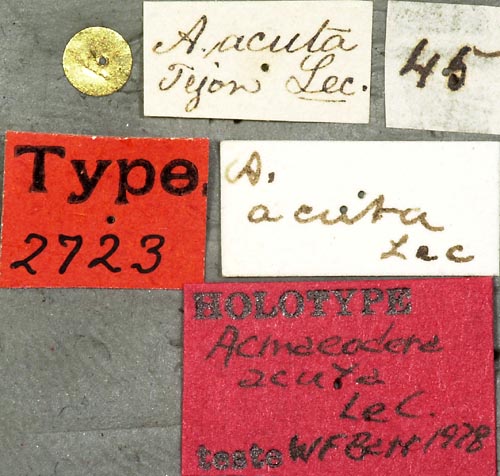 A. acuta
Tejon Lec.
45
Type.
2723
A.
acuta
Lec
HOLOTYPE
Acmaeodera
acuta
LeC.
teste WFBarr 1978